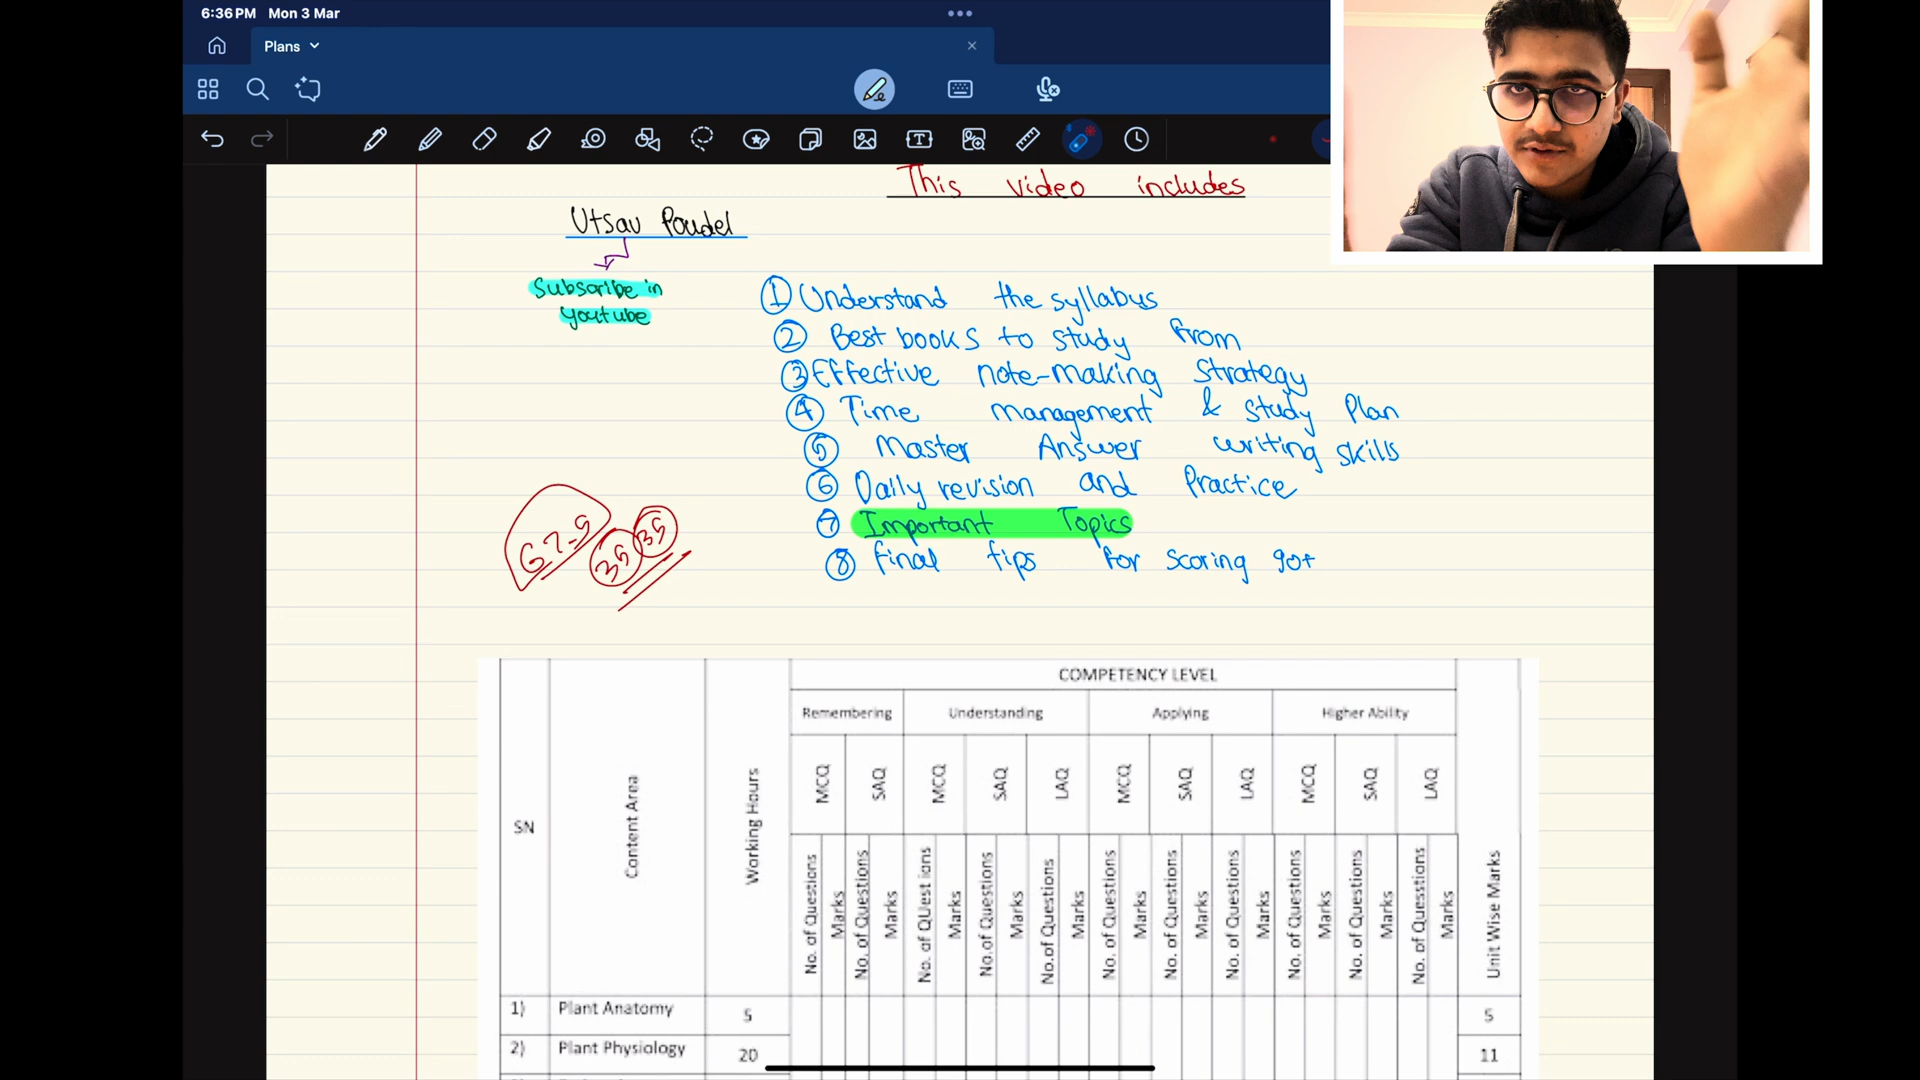 6:36 PM Mon 3 Mar
Plans
This video includes
Utsav Poudel
Subscribe in
Youtube
① Understand the syllabus
② Best books to study from
③ Effective note-making strategy
④ Time management & study Plan
⑤ Master Answer writing skills
⑥ Daily revision and Practice
⑦ Important Topics
⑧ final tips for scoring 90+
67.5
35 35
SN
Content Area
Working Hours
COMPETENCY LEVEL
Unit Wise Marks
Remembering Understanding Applying Higher Ability
MCQ SAQ MCQ SAQ LAQ MCQ SAQ LAQ MCQ SAQ LAQ
No. of Questions Marks No. of Questions Marks No. of QUest ions Marks No.of Questions Marks No.of Questions Marks No. of Questions Marks No. of Questions Marks No. of Questions Marks No. of Questions Marks No. of Questions Marks No. of Quesstions Marks
1) Plant Anatomy 5 5
2) Plant Physiology 20 11